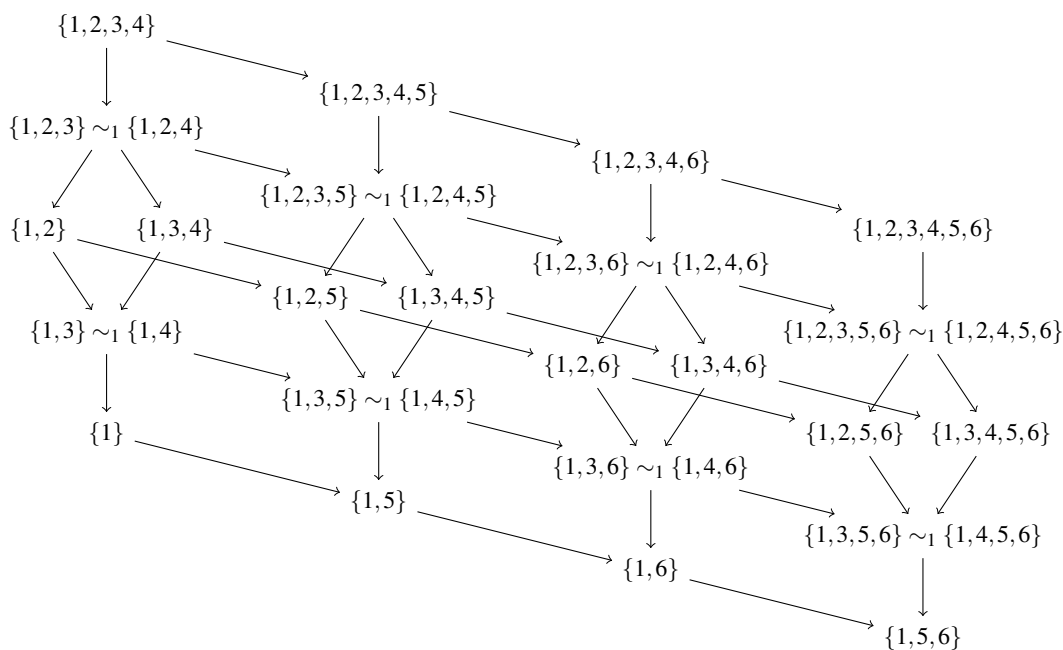 {1,2,3,4}
{1,2,3,4,5}
{1,2,3} ∼₁ {1,2,4}
{1,2,3,4,6}
{1,2,3,5} ∼₁ {1,2,4,5}
{1,2} {1,3,4}
{1,2,3,4,5,6}
{1,2,3,6} ∼₁ {1,2,4,6}
{1,2,5} {1,3,4,5}
{1,3} ∼₁ {1,4}
{1,2,3,5,6} ∼₁ {1,2,4,5,6}
{1,2,6} {1,3,4,6}
{1,3,5} ∼₁ {1,4,5}
{1}
{1,2,5,6} {1,3,4,5,6}
{1,3,6} ∼₁ {1,4,6}
{1,5}
{1,3,5,6} ∼₁ {1,4,5,6}
{1,6}
{1,5,6}